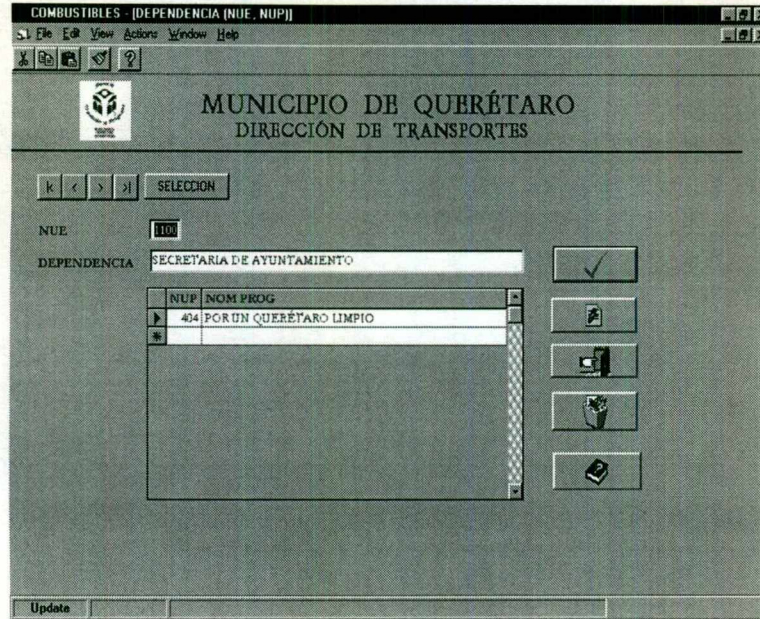 COMBUSTIBLES - [DEPENDENCIA (NUE, NUP)]
File Edit View Actions Window Help
MUNICIPIO DE QUERÉTARO
DIRECCIÓN DE TRANSPORTES
SELECCION
NUE 1100
DEPENDENCIA SECRETARIA DE AYUNTAMIENTO
NUP NOM PROG
404 POR UN QUERÉTARO LIMPIO
Update